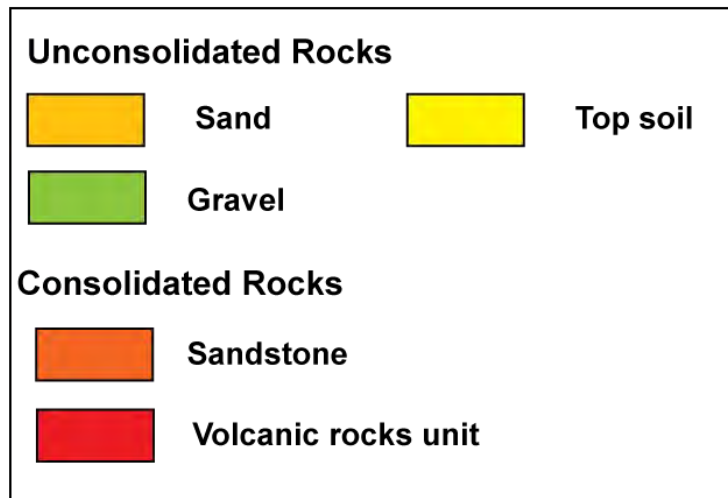 Unconsolidated Rocks
Sand Top soil
Gravel
Consolidated Rocks
Sandstone
Volcanic rocks unit